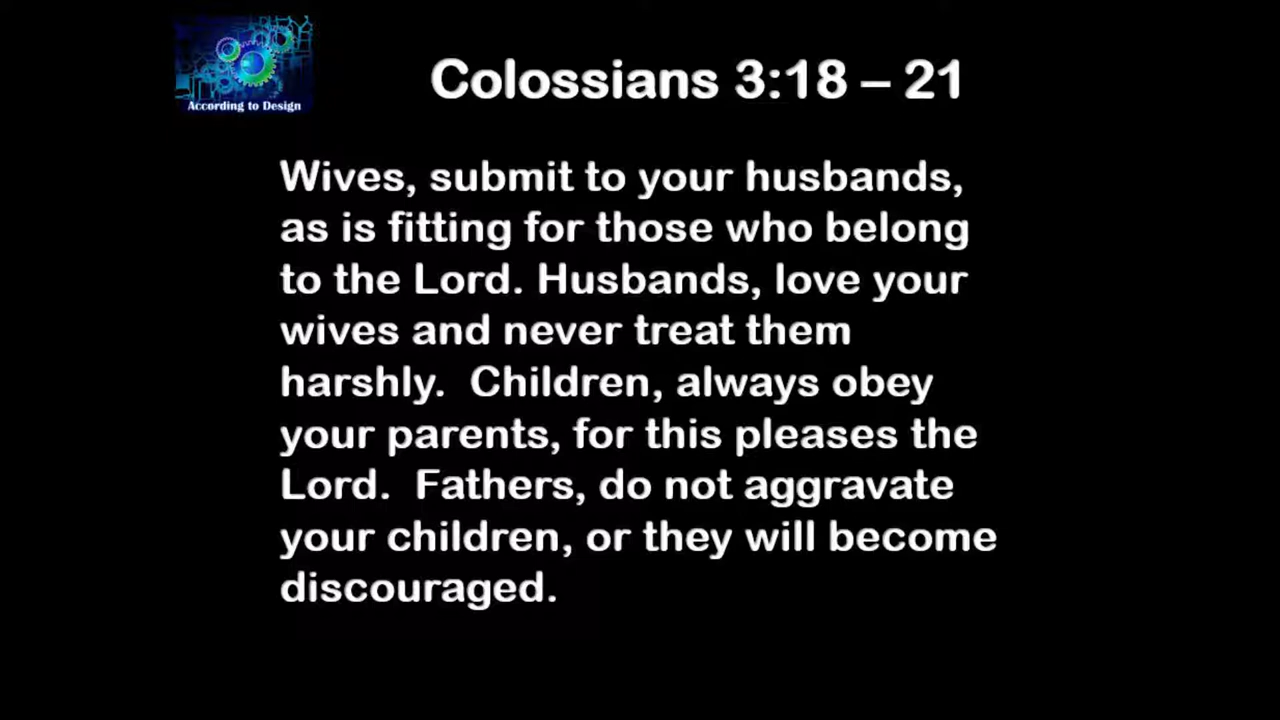 According to Design
Colossians 3:18 – 21
Wives, submit to your husbands,
as is fitting for those who belong
to the Lord. Husbands, love your
wives and never treat them
harshly.  Children, always obey
your parents, for this pleases the
Lord.  Fathers, do not aggravate
your children, or they will become
discouraged.